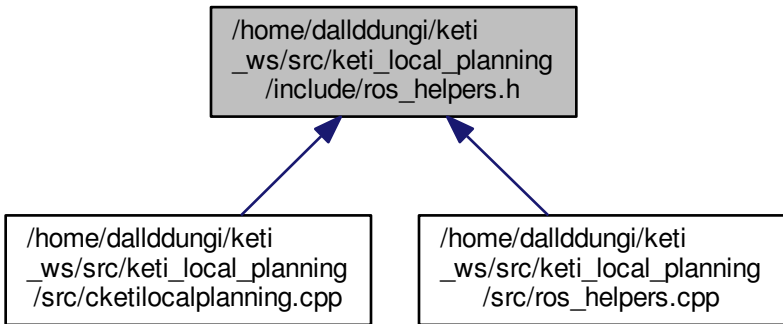 /home/dallddungi/keti
_ws/src/keti_local_planning
/include/ros_helpers.h
/home/dallddungi/keti
_ws/src/keti_local_planning
/src/cketilocalplanning.cpp
/home/dallddungi/keti
_ws/src/keti_local_planning
/src/ros_helpers.cpp